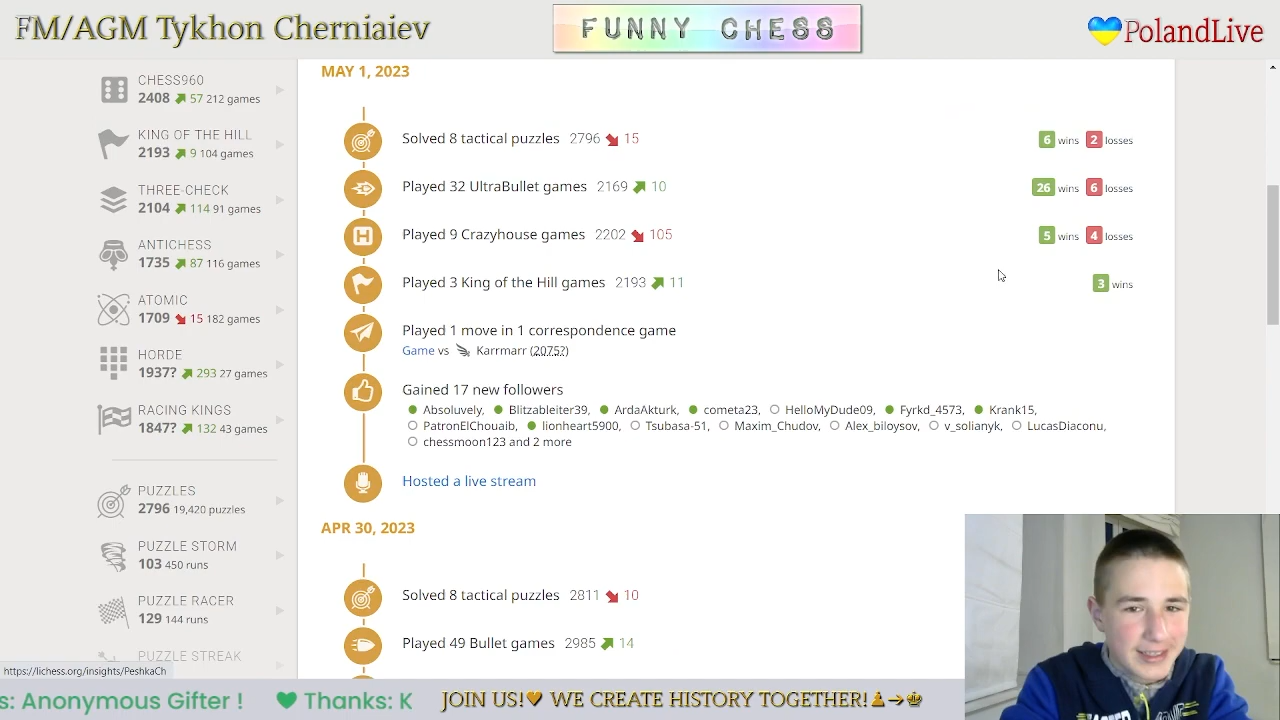 FM/AGM Tykhon Cherniaiev
FUNNY CHESS
PolandLive
CHESS960
2408 57 212 games
KING OF THE HILL
2193 9 104 games
THREE-CHECK
2104 114 91 games
ANTICHESS
1735 87 116 games
ATOMIC
1709 15 182 games
HORDE
1937? 293 27 games
RACING KINGS
1847? 132 43 games
PUZZLES
2796 19,420 puzzles
PUZZLE STORM
103 450 runs
PUZZLE RACER
129 144 runs
PUZZLE STREAK
MAY 1, 2023
Solved 8 tactical puzzles 2796 15 6 wins 2 losses
Played 32 UltraBullet games 2169 10 26 wins 6 losses
Played 9 Crazyhouse games 2202 105 5 wins 4 losses
Played 3 King of the Hill games 2193 11 3 wins
Played 1 move in 1 correspondence game
Game vs Karrmarr (2075?)
Gained 17 new followers
Absoluvely, Blitzableiter39, ArdaAkturk, cometa23, HelloMyDude09, Fyrkd_4573, Krank15,
PatronElChouaib, lionheart5900, Tsubasa-51, Maxim_Chudov, Alex_biloysov, v_solianyk, LucasDiaconu,
chessmoon123 and 2 more
Hosted a live stream
APR 30, 2023
Solved 8 tactical puzzles 2811 10
Played 49 Bullet games 2985 14
https://lichess.org/insights/PeshkaCh
s: Anonymous Gifter ! Thanks: K
JOIN US! WE CREATE HISTORY TOGETHER!